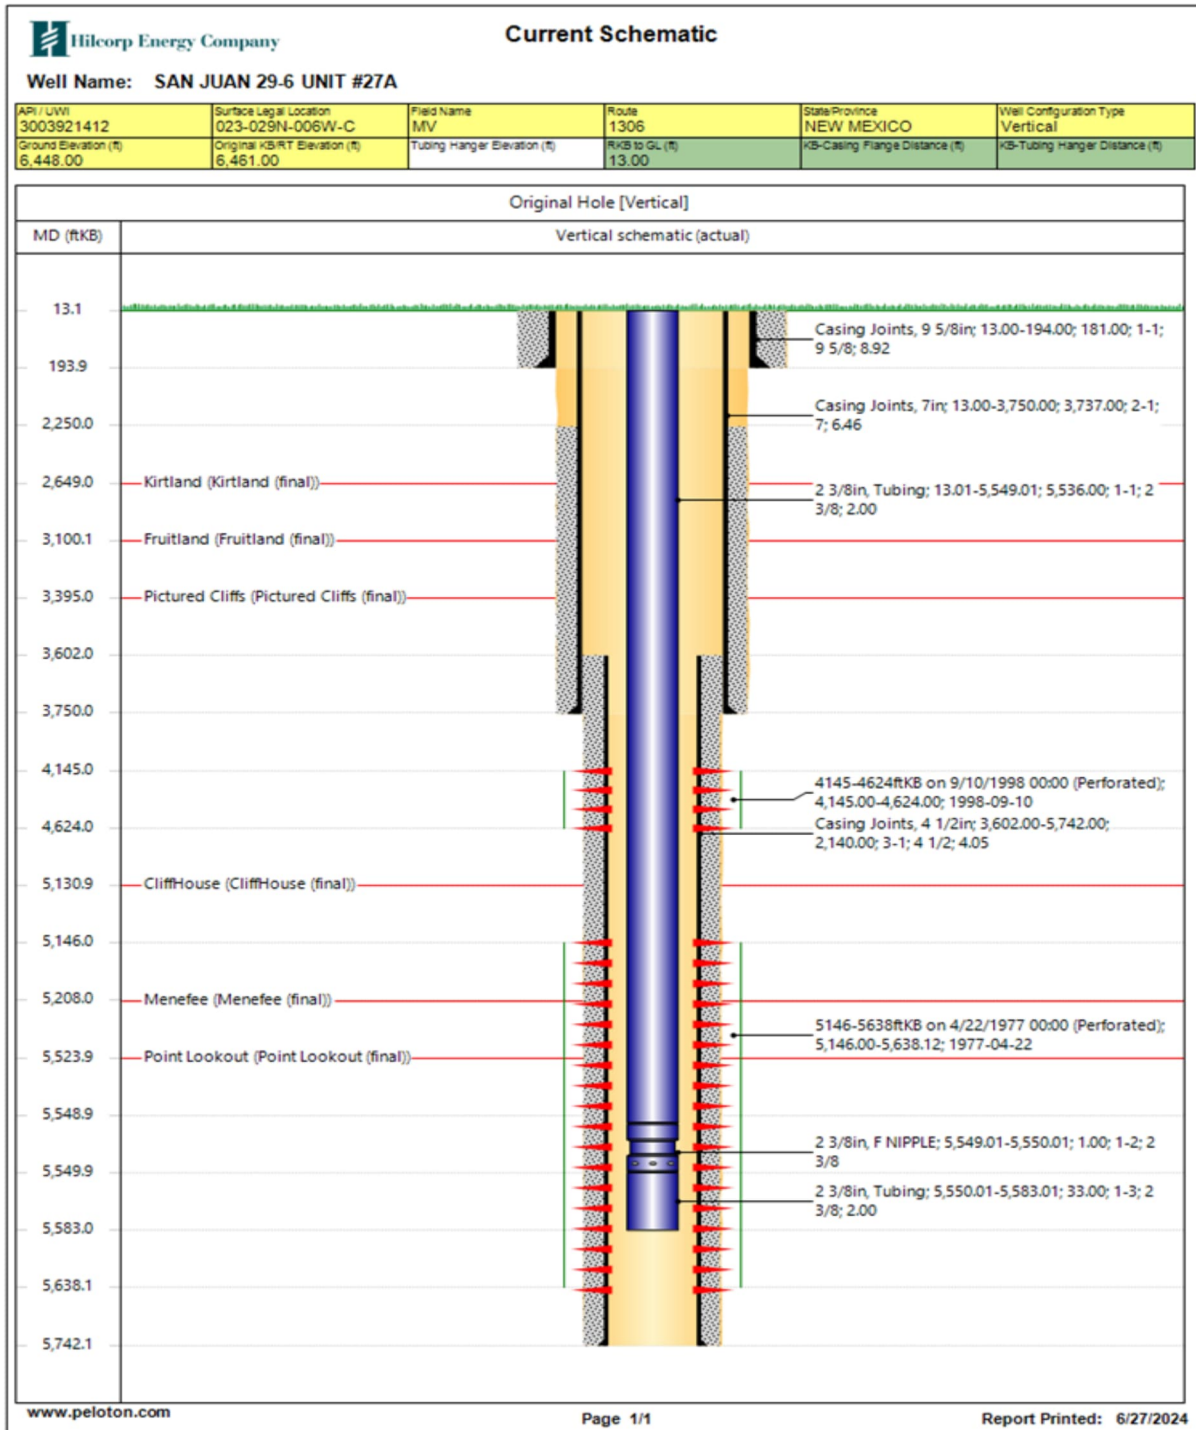 Hilcorp Energy Company
Current Schematic
Well Name: SAN JUAN 29-6 UNIT #27A
API / UWI
3003921412
Surface Legal Location
023-029N-006W-C
Field Name
MV
Route
1306
State/Province
NEW MEXICO
Well Configuration Type
Vertical
Ground Elevation (ft)
6,448.00
Original KB/RT Elevation (ft)
6,461.00
Tubing Hanger Elevation (ft)
RKB to GL (ft)
13.00
KB-Casing Flange Distance (ft)
KB-Tubing Hanger Distance (ft)
Original Hole [Vertical]
MD (ftKB)
Vertical schematic (actual)
13.1
Casing Joints, 9 5/8in; 13.00-194.00; 181.00; 1-1;
9 5/8; 8.92
193.9
Casing Joints, 7in; 13.00-3,750.00; 3,737.00; 2-1;
7; 6.46
2,250.0
2,649.0
Kirtland (Kirtland (final))
2 3/8in, Tubing; 13.01-5,549.01; 5,536.00; 1-1; 2
3/8; 2.00
3,100.1
Fruitland (Fruitland (final))
3,395.0
Pictured Cliffs (Pictured Cliffs (final))
3,602.0
3,750.0
4,145.0
4145-4624ftKB on 9/10/1998 00:00 (Perforated);
4,145.00-4,624.00; 1998-09-10
4,624.0
Casing Joints, 4 1/2in; 3,602.00-5,742.00;
2,140.00; 3-1; 4 1/2; 4.05
5,130.9
CliffHouse (CliffHouse (final))
5,146.0
5,208.0
Menefee (Menefee (final))
5146-5638ftKB on 4/22/1977 00:00 (Perforated);
5,146.00-5,638.12; 1977-04-22
5,523.9
Point Lookout (Point Lookout (final))
5,548.9
2 3/8in, F NIPPLE; 5,549.01-5,550.01; 1.00; 1-2; 2
3/8
5,549.9
2 3/8in, Tubing; 5,550.01-5,583.01; 33.00; 1-3; 2
3/8; 2.00
5,583.0
5,638.1
5,742.1
www.peloton.com
Page 1/1
Report Printed: 6/27/2024